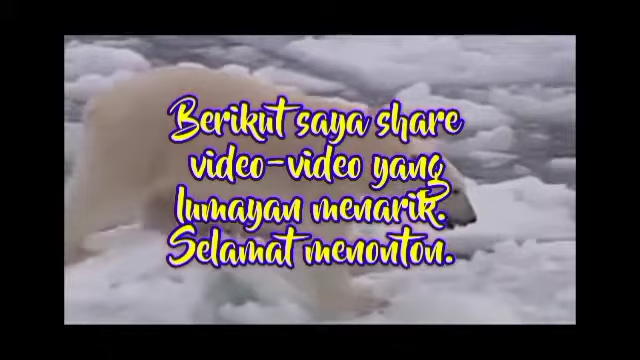 Berikut saya share
video-video yang
lumayan menarik.
Selamat menonton.